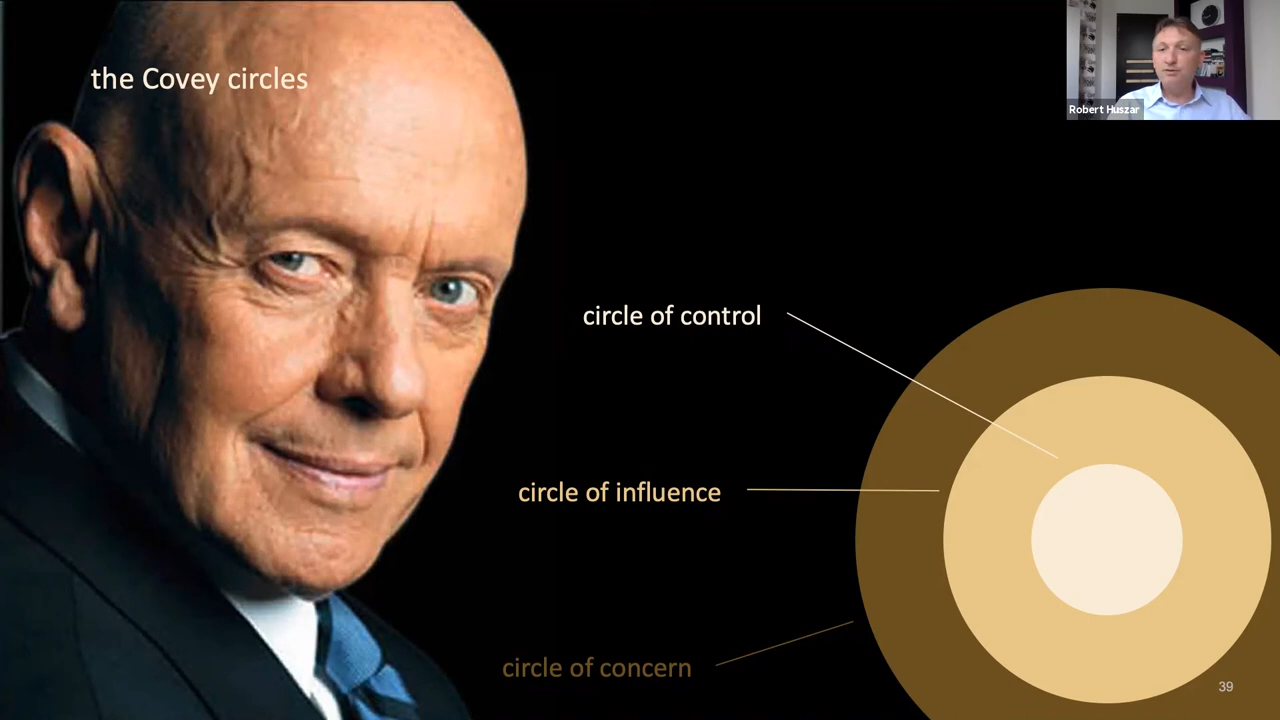 the Covey circles
Robert Huszar
circle of control
circle of influence
circle of concern
39